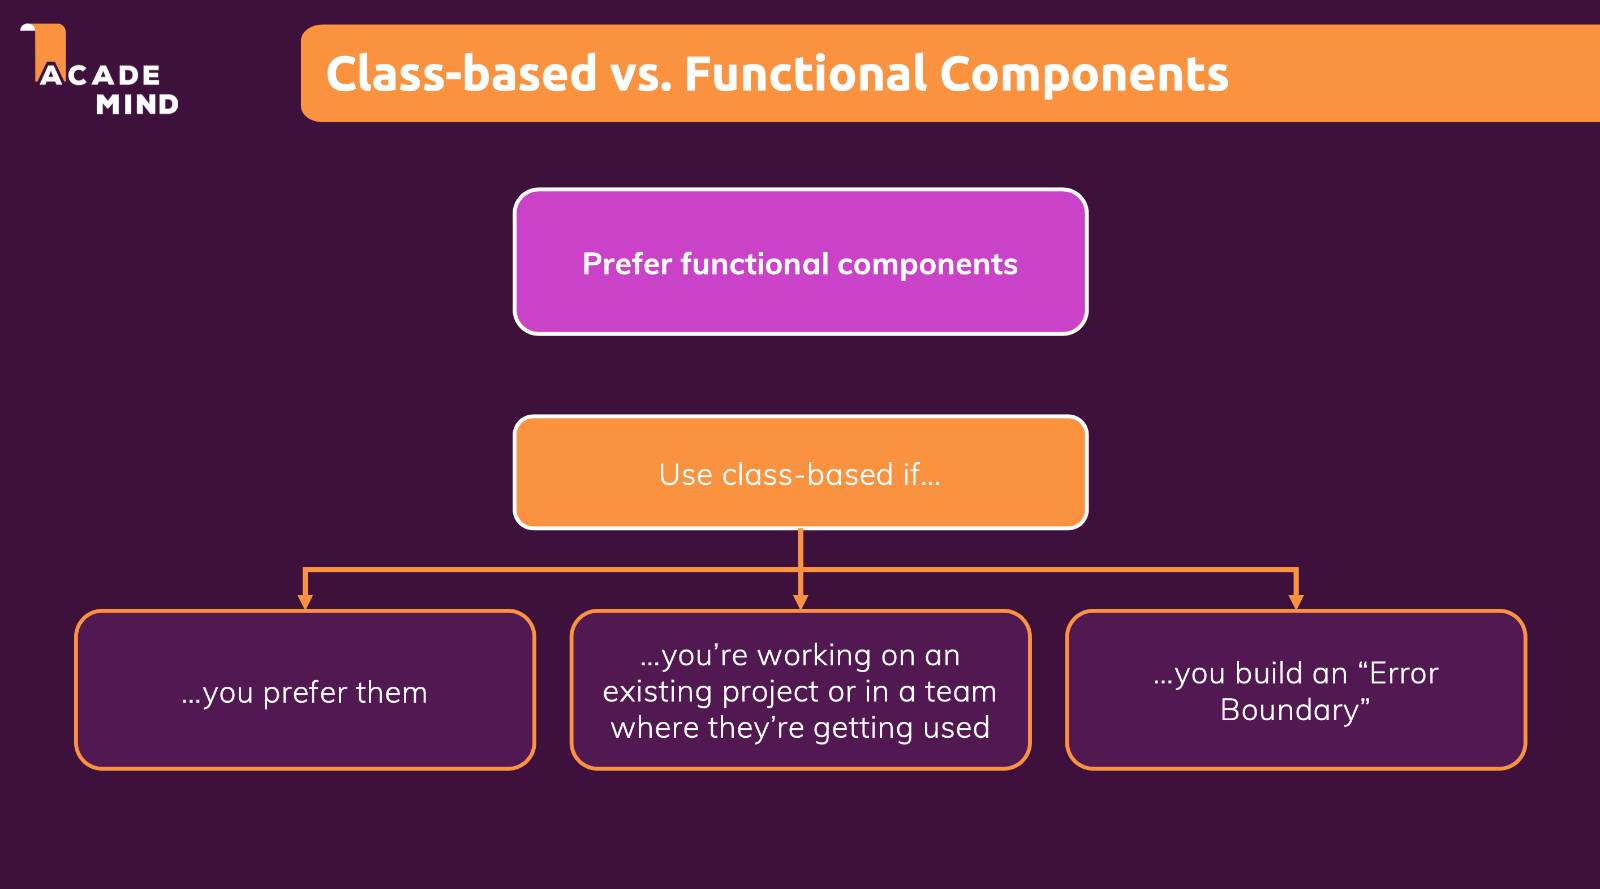 ACADE
MIND
Class-based vs. Functional Components
Prefer functional components
Use class-based if…
…you prefer them
…you’re working on an
existing project or in a team
where they’re getting used
…you build an “Error
Boundary”